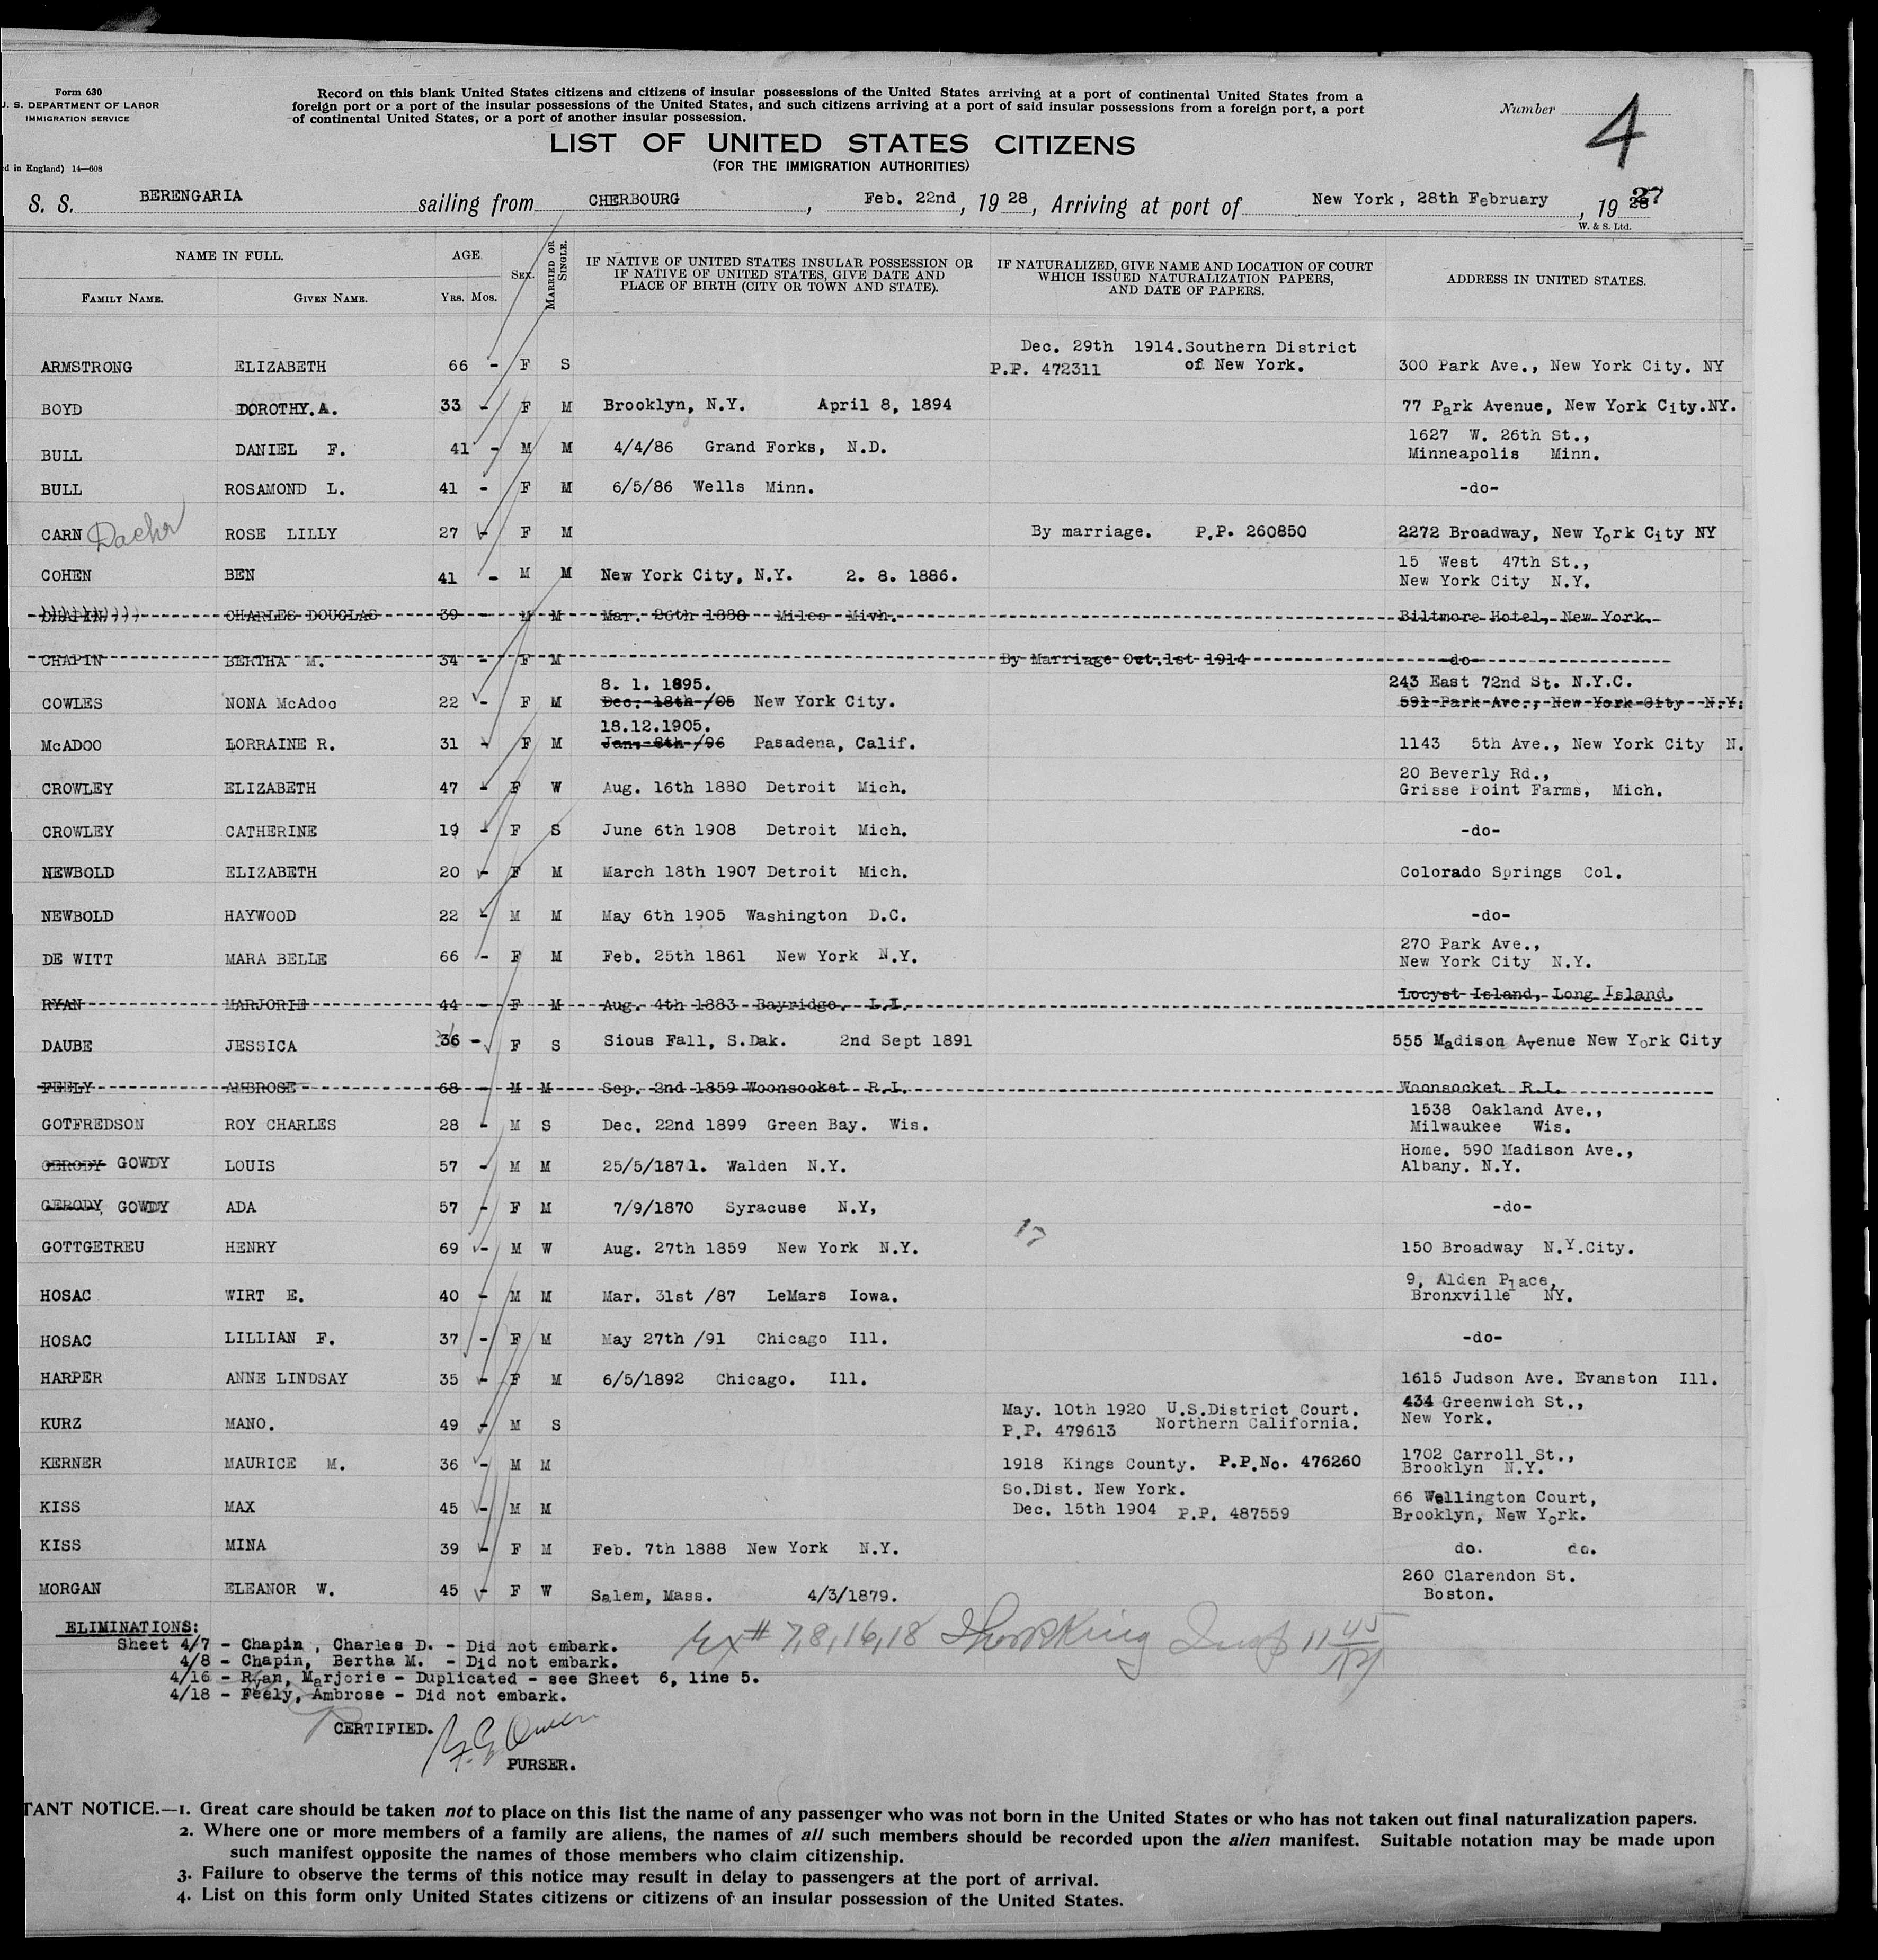 Form 630
U. S. DEPARTMENT OF LABOR
IMMIGRATION SERVICE
ed in England) 14—608
Record on this blank United States citizens and citizens of insular possessions of the United States arriving at a port of continental United States from a
foreign port or a port of the insular possessions of the United States, and such citizens arriving at a port of said insular possessions from a foreign port, a port
of continental United States, or a port of another insular possession.
Number 4
LIST OF UNITED STATES CITIZENS
(FOR THE IMMIGRATION AUTHORITIES)
S. S. BERENGARIA sailing from CHERBOURG, Feb. 22nd, 19 28, Arriving at port of New York, 28th February, 19 28
W. & S. Ltd.
NAME IN FULL. AGE. SEX. MARRIED OR SINGLE. IF NATIVE OF UNITED STATES INSULAR POSSESSION OR IF NATIVE OF UNITED STATES, GIVE DATE AND PLACE OF BIRTH (CITY OR TOWN AND STATE). IF NATURALIZED, GIVE NAME AND LOCATION OF COURT WHICH ISSUED NATURALIZATION PAPERS, AND DATE OF PAPERS. ADDRESS IN UNITED STATES.
FAMILY NAME. GIVEN NAME. YRS. MOS.
ARMSTRONG ELIZABETH 66 - F S Dec. 29th 1914. Southern District of New York. P.P. 472311 300 Park Ave., New York City. NY
BOYD DOROTHY.A. 33 - F M Brooklyn, N.Y. April 8, 1894 77 Park Avenue, New York City.NY.
BULL DANIEL F. 41 - M M 4/4/86 Grand Forks, N.D. 1627 W. 26th St., Minneapolis Minn.
BULL ROSAMOND L. 41 - F M 6/5/86 Wells Minn. -do-
CARN ROSE LILLY 27 - F M By marriage. P.P. 260850 2272 Broadway, New York City NY
COHEN BEN 41 - M M New York City, N.Y. 2. 8. 1886. 15 West 47th St., New York City N.Y.
CHAPIN CHARLES DOUGLAS 39 - M M Mar. 26th 1888 Miles Mivh. Biltmore Hotel, New York.
CHAPIN BERTHA M. 34 - F M By Marriage Oct.1st 1914 do
COWLES NONA McAdoo 22 - F M 8. 1. 1895. Dec. 18th /05 New York City. 243 East 72nd St. N.Y.C. 591 Park Ave., New York City N.Y.
McADOO LORRAINE R. 31 - F M 18.12.1905. Jan. 8th /96 Pasadena, Calif. 1143 5th Ave., New York City N.
CROWLEY ELIZABETH 47 - F W Aug. 16th 1880 Detroit Mich. 20 Beverly Rd., Grisse Point Farms, Mich.
CROWLEY CATHERINE 19 - F S June 6th 1908 Detroit Mich. -do-
NEWBOLD ELIZABETH 20 - F M March 18th 1907 Detroit Mich. Colorado Springs Col.
NEWBOLD HAYWOOD 22 - M M May 6th 1905 Washington D.C. -do-
DE WITT MARA BELLE 66 - F M Feb. 25th 1861 New York N.Y. 270 Park Ave., New York City N.Y.
RYAN MARJORIE 44 - F M Aug. 4th 1883 Bayridge. L.I. Locyst Island, Long Island.
DAUBE JESSICA 36 - F S Sious Fall, S.Dak. 2nd Sept 1891 555 Madison Avenue New York City
FEELY AMBROSE 68 - M M Sep. 2nd 1859 Woonsocket R.I. Woonsocket R.I.
GOTFREDSON ROY CHARLES 28 - M S Dec. 22nd 1899 Green Bay. Wis. 1538 Oakland Ave., Milwaukee Wis.
GERODY GOWDY LOUIS 57 - M M 25/5/1871. Walden N.Y. Home. 590 Madison Ave., Albany. N.Y.
GERODY GOWDY ADA 57 - F M 7/9/1870 Syracuse N.Y, -do-
GOTTGETREU HENRY 69 - M W Aug. 27th 1859 New York N.Y. 150 Broadway N.Y.City.
HOSAC WIRT E. 40 - M M Mar. 31st /87 LeMars Iowa. 9, Alden Place, Bronxville NY.
HOSAC LILLIAN F. 37 - F M May 27th /91 Chicago Ill. -do-
HARPER ANNE LINDSAY 35 - F M 6/5/1892 Chicago. Ill. 1615 Judson Ave. Evanston Ill.
KURZ MANO. 49 - M S May. 10th 1920 U.S.District Court. Northern California. P.P. 479613 434 Greenwich St., New York.
KERNER MAURICE M. 36 - M M 1918 Kings County. P.P.No. 476260 1702 Carroll St., Brooklyn N.Y.
KISS MAX 45 - M M So.Dist. New York. Dec. 15th 1904 P.P. 487559 66 Wellington Court, Brooklyn, New York.
KISS MINA 39 - F M Feb. 7th 1888 New York N.Y. do. do.
MORGAN ELEANOR W. 45 - F W Salem, Mass. 4/3/1879. 260 Clarendon St. Boston.
ELIMINATIONS:
Sheet 4/7 - Chapin, Charles D. - Did not embark.
4/8 - Chapin, Bertha M. - Did not embark.
4/16 - Ryan, Marjorie - Duplicated - see Sheet 6, line 5.
4/18 - Feely, Ambrose - Did not embark.
Ex # 7,8,16,18
CERTIFIED.
PURSER.
TANT NOTICE.—1. Great care should be taken not to place on this list the name of any passenger who was not born in the United States or who has not taken out final naturalization papers.
2. Where one or more members of a family are aliens, the names of all such members should be recorded upon the alien manifest. Suitable notation may be made upon
such manifest opposite the names of those members who claim citizenship.
3. Failure to observe the terms of this notice may result in delay to passengers at the port of arrival.
4. List on this form only United States citizens or citizens of an insular possession of the United States.